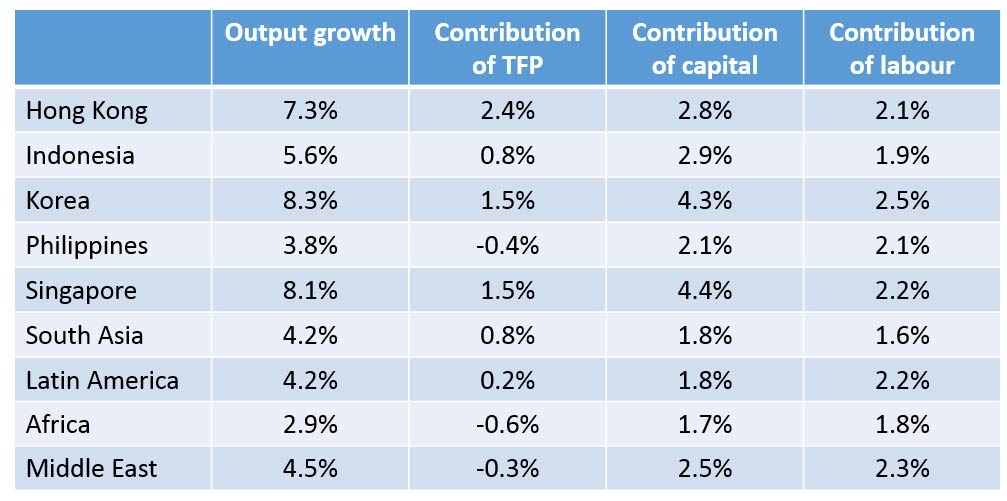 Output growth Contribution of TFP Contribution of capital Contribution of labour
Hong Kong 7.3% 2.4% 2.8% 2.1%
Indonesia 5.6% 0.8% 2.9% 1.9%
Korea 8.3% 1.5% 4.3% 2.5%
Philippines 3.8% -0.4% 2.1% 2.1%
Singapore 8.1% 1.5% 4.4% 2.2%
South Asia 4.2% 0.8% 1.8% 1.6%
Latin America 4.2% 0.2% 1.8% 2.2%
Africa 2.9% -0.6% 1.7% 1.8%
Middle East 4.5% -0.3% 2.5% 2.3%